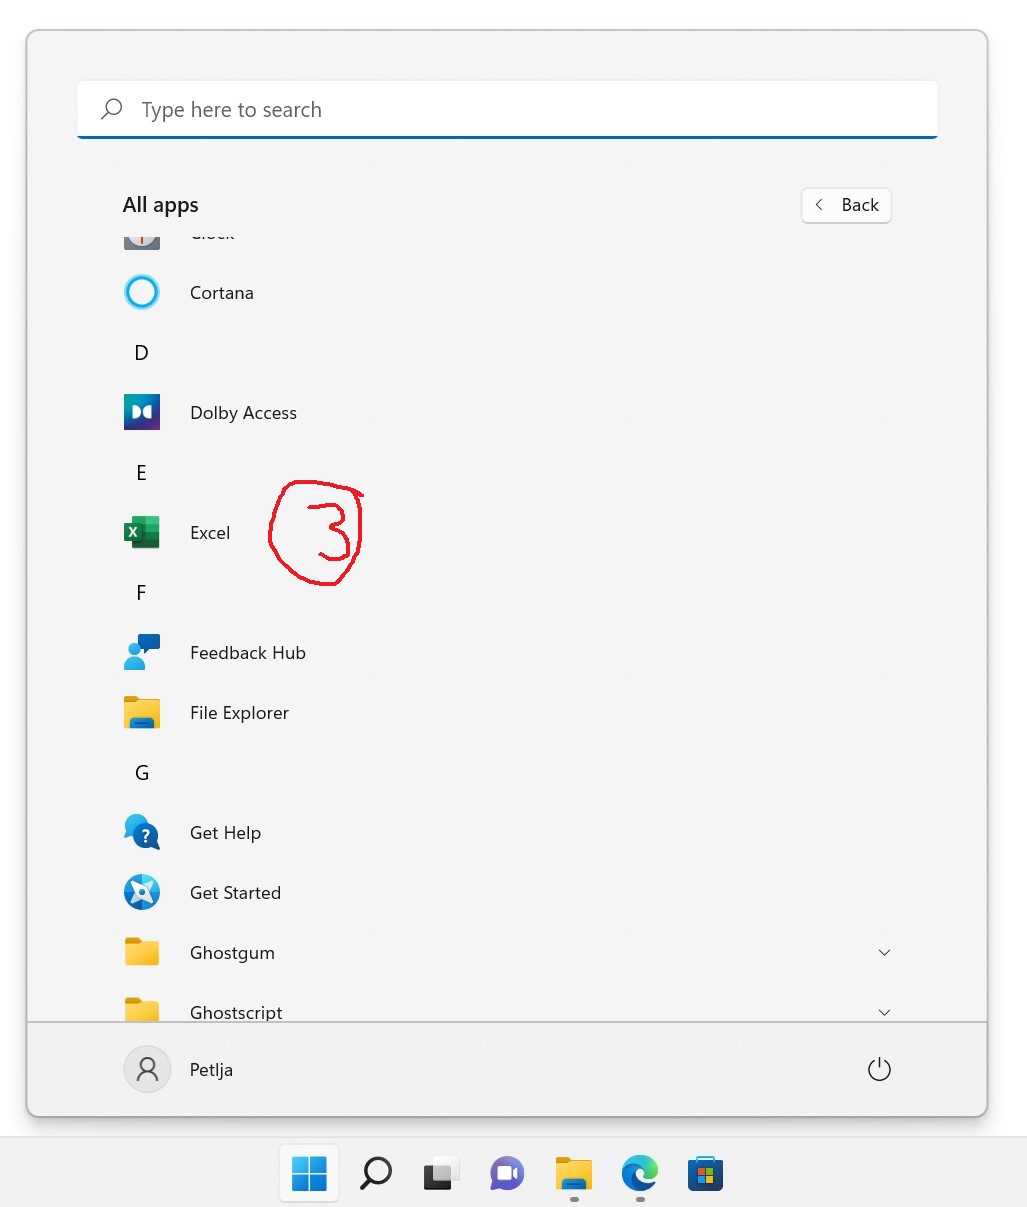 Type here to search
All apps
Back
Clock
Cortana
D
Dolby Access
E
Excel
3
F
Feedback Hub
File Explorer
G
Get Help
Get Started
Ghostgum
Ghostscript
Petlja